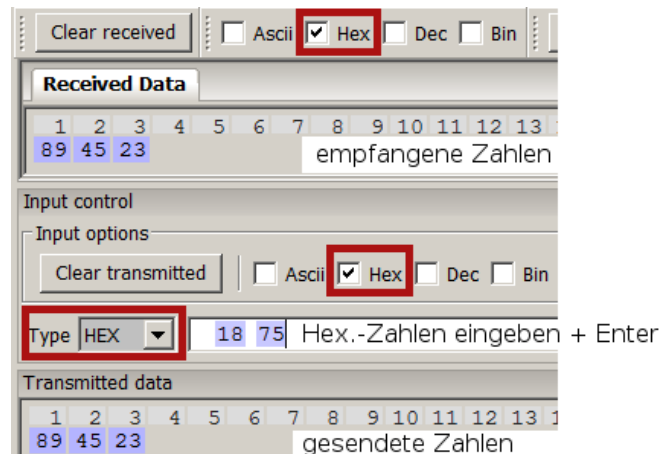 Clear received Ascii Hex Dec Bin
Received Data
1 2 3 4 5 6 7 8 9 10 11 12 13
89 45 23 empfangene Zahlen
Input control
Input options
Clear transmitted Ascii Hex Dec Bin
Type HEX 18 75 Hex.-Zahlen eingeben + Enter
Transmitted data
1 2 3 4 5 6 7 8 9 10 11 12 13 1
89 45 23 gesendete Zahlen